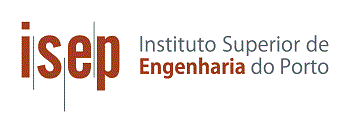 isep
Instituto Superior de
Engenharia do Porto